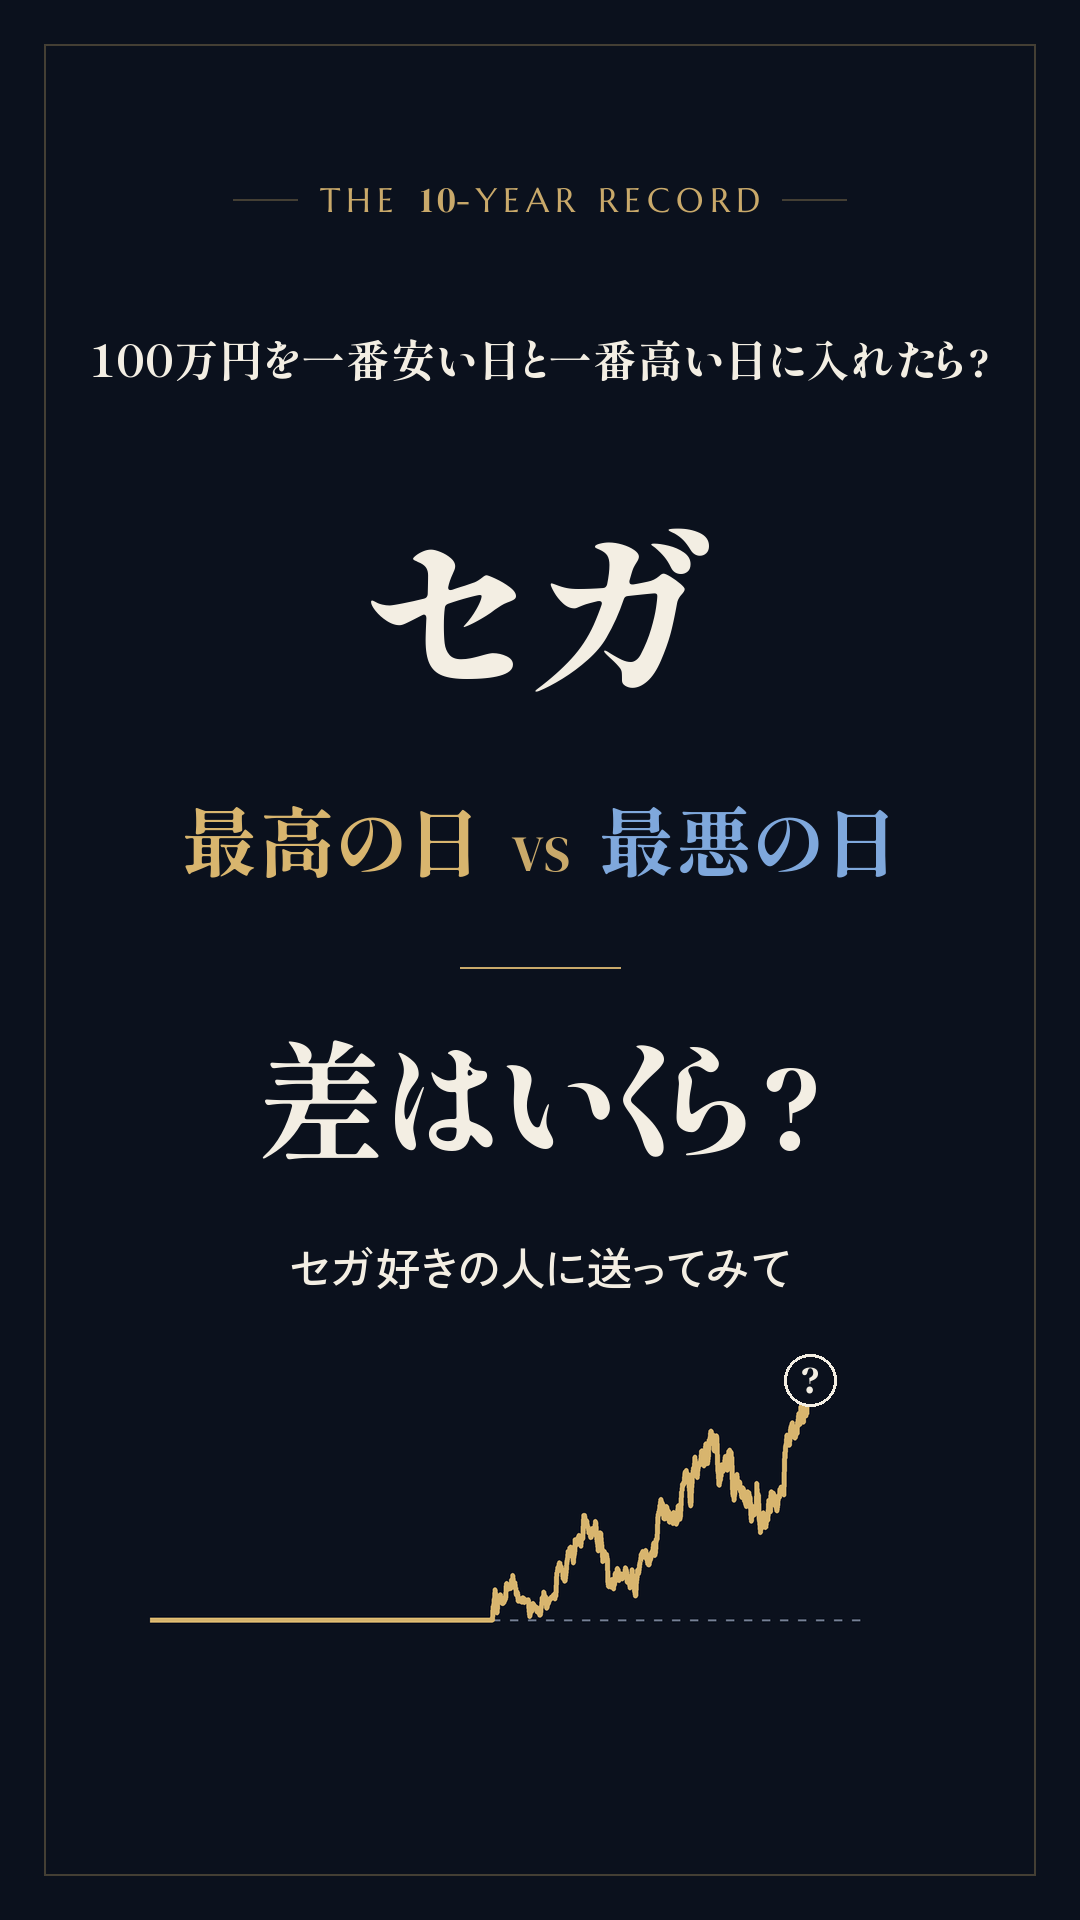 THE 10-YEAR RECORD
100万円を一番安い日と一番高い日に入れたら?
セガ
最高の日 vs 最悪の日
差はいくら?
セガ好きの人に送ってみて
?